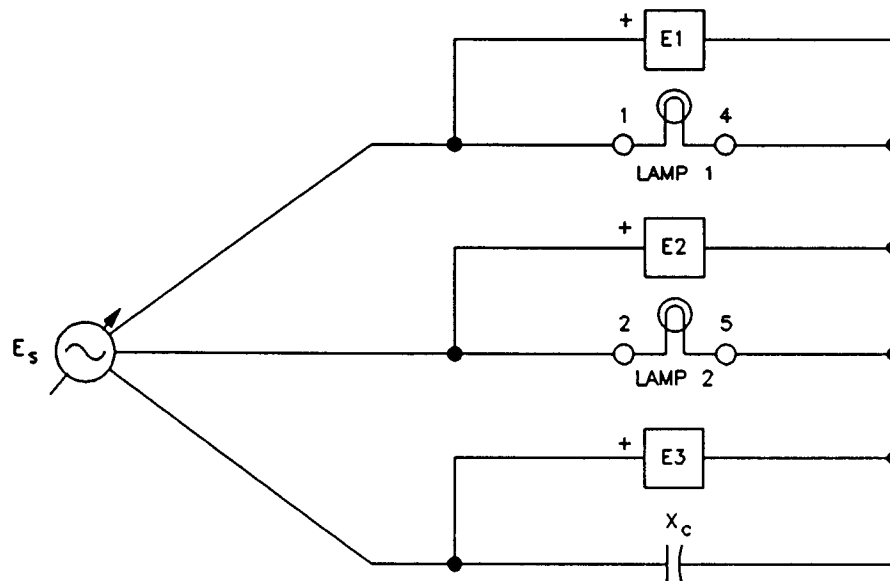 + E1
1 4
LAMP 1
+ E2
2 5
LAMP 2
Es
+ E3
Xc